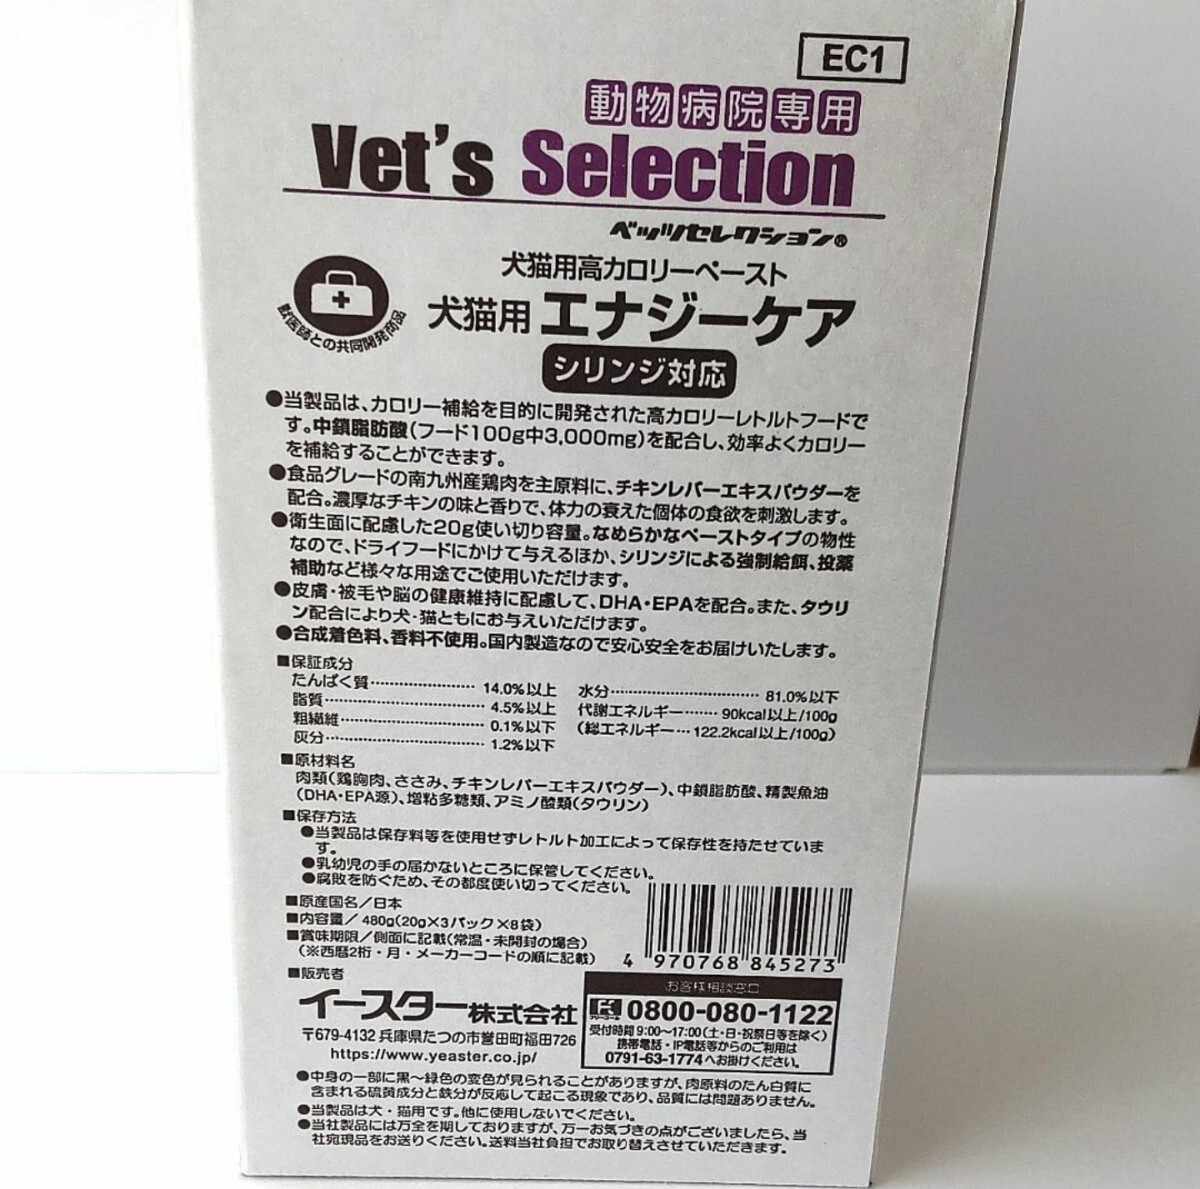 EC1
動物病院専用
Vet's Selection
ベッツセレクション®
犬猫用高カロリーペースト
犬猫用 エナジーケア
獣医師との共同開発商品
シリンジ対応
●当製品は、カロリー補給を目的に開発された高カロリーレトルトフードで
す。中鎖脂肪酸(フード100g中3,000mg)を配合し、効率よくカロリー
を補給することができます。
●食品グレードの南九州産鶏肉を主原料に、チキンレバーエキスパウダーを
配合。濃厚なチキンの味と香りで、体力の衰えた個体の食欲を刺激します。
●衛生面に配慮した20g使い切り容量。なめらかなペーストタイプの物性
なので、ドライフードにかけて与えるほか、シリンジによる強制給餌、投薬
補助など様々な用途でご使用いただけます。
●皮膚・被毛や脳の健康維持に配慮して、DHA・EPAを配合。また、タウリ
ン配合により犬・猫ともにお与えいただけます。
●合成着色料、香料不使用。国内製造なので安心安全をお届けいたします。
■保証成分
たんぱく質 14.0%以上 水分 81.0%以下
脂質 4.5%以上 代謝エネルギー 90kcal以上/100g
粗繊維 0.1%以下 (総エネルギー 122.2kcal以上/100g)
灰分 1.2%以下
■原材料名
肉類(鶏胸肉、ささみ、チキンレバーエキスパウダー)、中鎖脂肪酸、精製魚油
(DHA・EPA源)、増粘多糖類、アミノ酸類(タウリン)
■保存方法
●当製品は保存料等を使用せずレトルト加工によって保存性を持たせていま
す。
●乳幼児の手の届かないところに保管してください。
●腐敗を防ぐため、その都度使い切ってください。
■原産国名/日本
■内容量/480g(20g×3パック×8袋)
■賞味期限/側面に記載(常温・未開封の場合)
(※西暦2桁・月・メーカーコードの順に記載)
4 970768 845273
■販売者
イースター株式会社
〒679-4132 兵庫県たつの市誉田町福田726
https://www.yeaster.co.jp/
お客様相談窓口
0800-080-1122
受付時間 9:00〜17:00(土・日・祝祭日等を除く)
携帯電話・IP電話等からのご利用は
0791-63-1774へお掛けください。
●中身の一部に黒〜緑色の変色が見られることがありますが、肉原料のたん白質
に含まれる硫黄成分と鉄分が反応して起こる現象であり、品質には問題ありません。
●当製品は犬・猫用です。他に使用しないでください。
●当社製品には万全を期しておりますが、万一お気づきの点がございましたら、当
社宛現品をお送りください。送料当社負担でお取り替えさせていただきます。